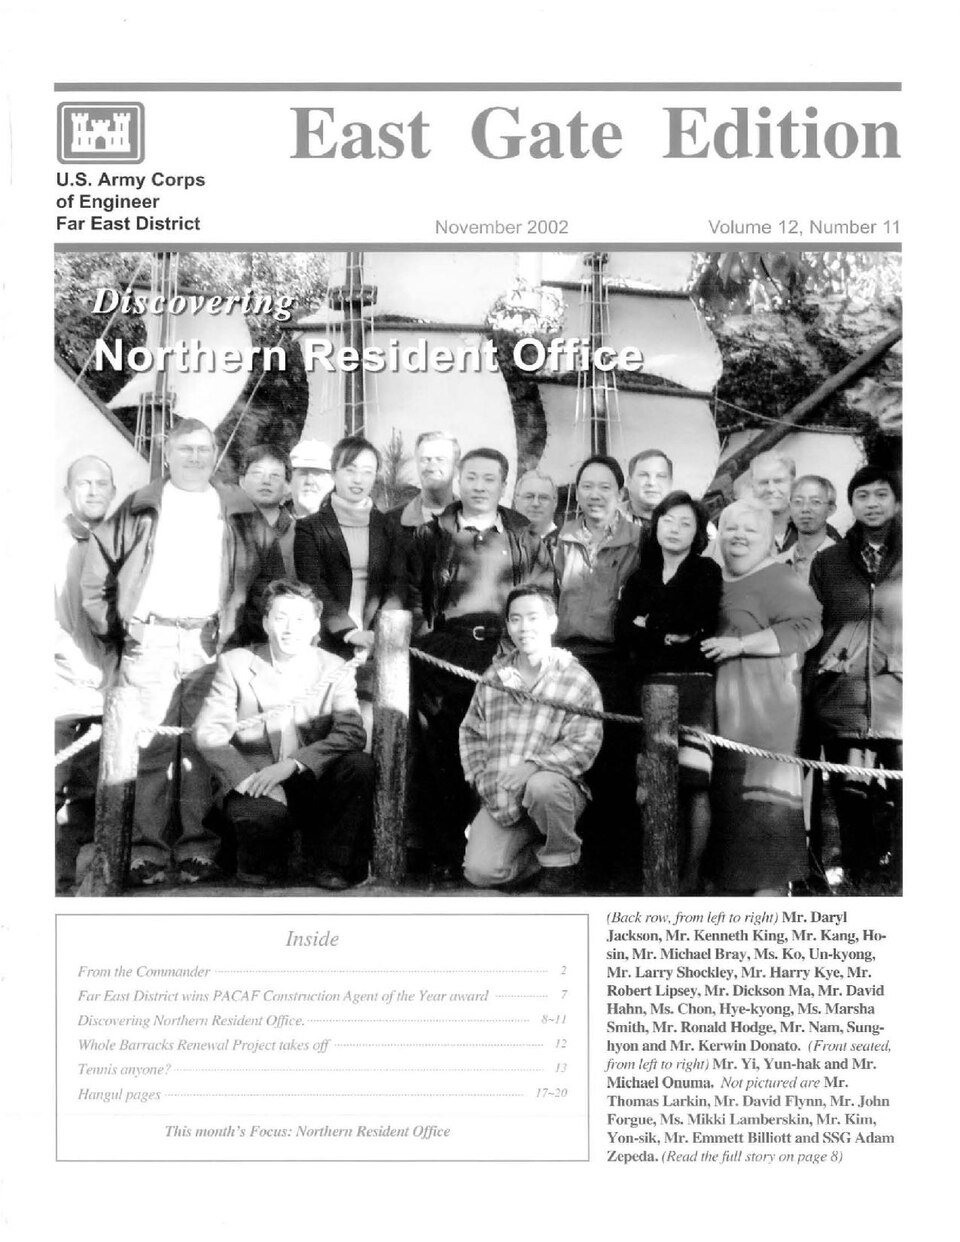 East Gate Edition
U.S. Army Corps
of Engineer
Far East District
November 2002
Volume 12, Number 11
Discovering
Northern Resident Office
Inside
From the Commander 2
Far East District wins PACAF Construction Agent of the Year award 7
Discovering Northern Resident Office. 8~11
Whole Barracks Renewal Project takes off 12
Tennis anyone? 13
Hangul pages 17~20
This month's Focus: Northern Resident Office
(Back row, from left to right) Mr. Daryl
Jackson, Mr. Kenneth King, Mr. Kang, Ho-
sin, Mr. Michael Bray, Ms. Ko, Un-kyong,
Mr. Larry Shockley, Mr. Harry Kye, Mr.
Robert Lipsey, Mr. Dickson Ma, Mr. David
Hahn, Ms. Chon, Hye-kyong, Ms. Marsha
Smith, Mr. Ronald Hodge, Mr. Nam, Sung-
hyon and Mr. Kerwin Donato. (Front seated,
from left to right) Mr. Yi, Yun-hak and Mr.
Michael Onuma. Not pictured are Mr.
Thomas Larkin, Mr. David Flynn, Mr. John
Forgue, Ms. Mikki Lamberskin, Mr. Kim,
Yon-sik, Mr. Emmett Billiott and SSG Adam
Zepeda. (Read the full story on page 8)